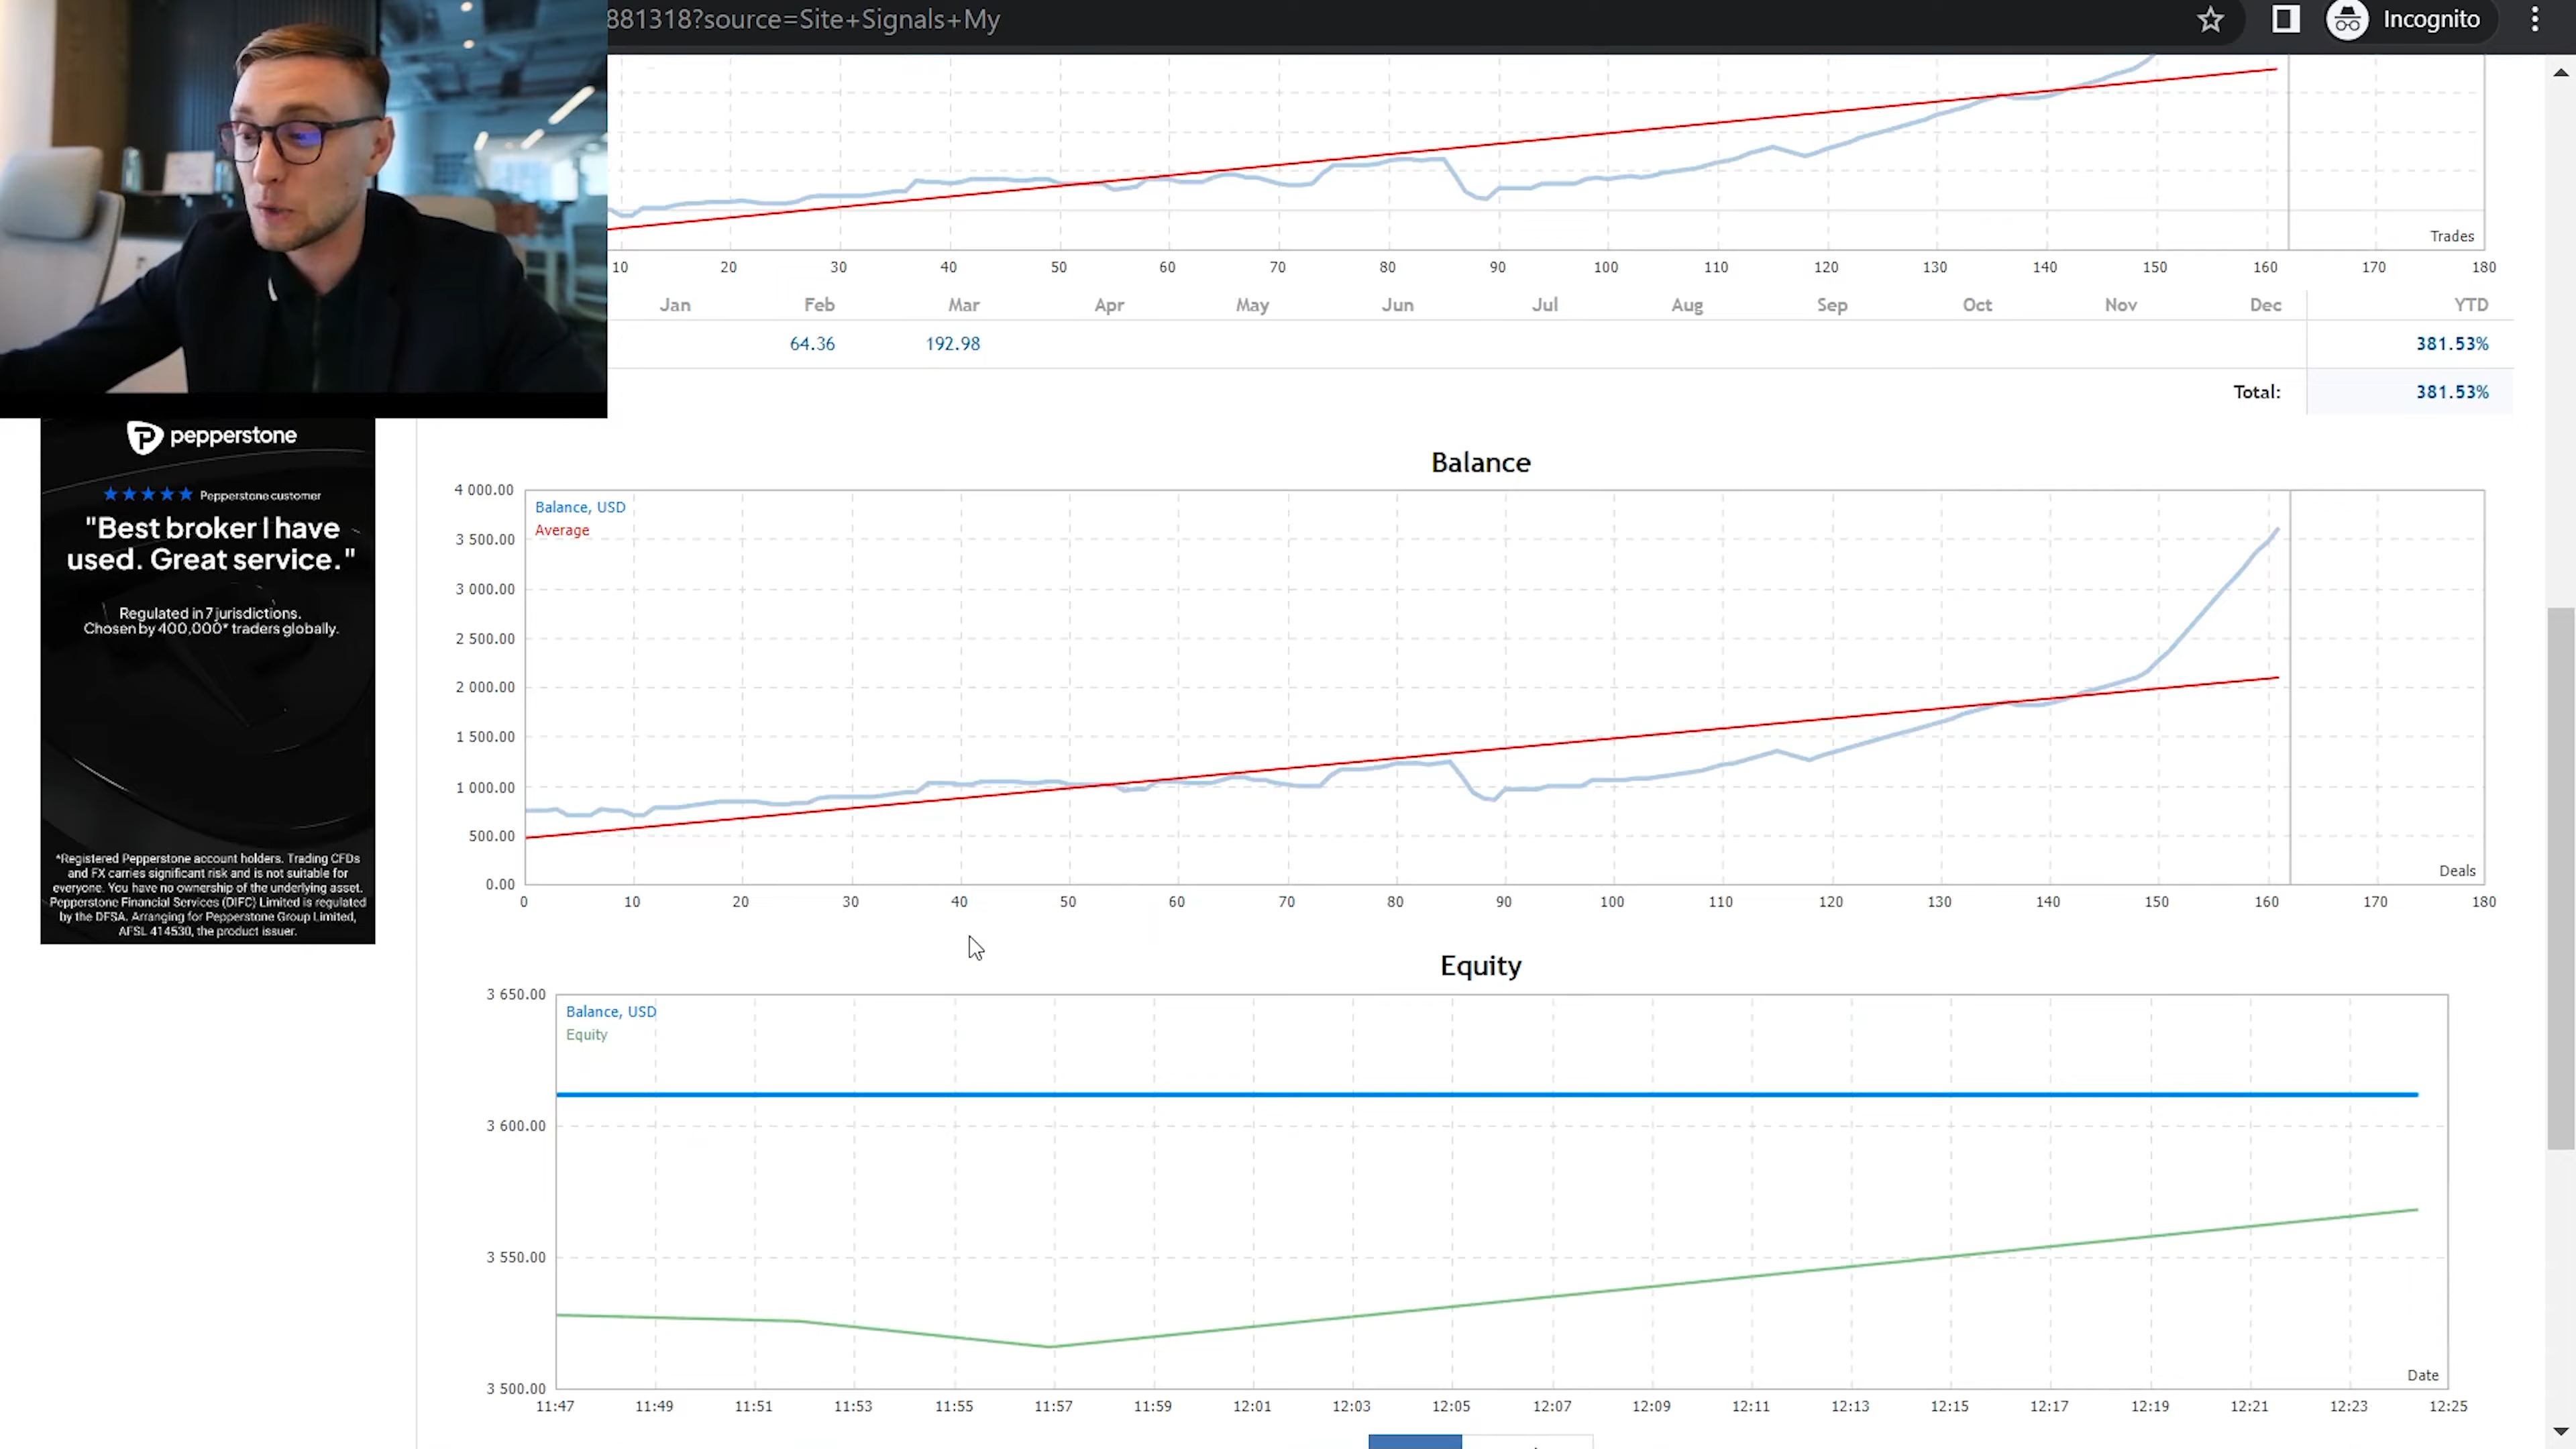 881318?source=Site+Signals+My
Incognito
Trades
10 20 30 40 50 60 70 80 90 100 110 120 130 140 150 160 170 180
Jan Feb Mar Apr May Jun Jul Aug Sep Oct Nov Dec YTD
64.36 192.98 381.53%
Total: 381.53%
pepperstone
Pepperstone customer
"Best broker I have
used. Great service."
Regulated in 7 jurisdictions.
Chosen by 400,000* traders globally.
*Registered Pepperstone account holders. Trading CFDs
and FX carries significant risk and is not suitable for
everyone. You have no ownership of the underlying asset.
Pepperstone Financial Services (DIFC) Limited is regulated
by the DFSA. Arranging for Pepperstone Group Limited,
AFSL 414530, the product issuer.
Balance
Balance, USD
Average
4 000.00
3 500.00
3 000.00
2 500.00
2 000.00
1 500.00
1 000.00
500.00
0.00
Deals
0 10 20 30 40 50 60 70 80 90 100 110 120 130 140 150 160 170 180
Equity
Balance, USD
Equity
3 650.00
3 600.00
3 550.00
3 500.00
Date
11:47 11:49 11:51 11:53 11:55 11:57 11:59 12:01 12:03 12:05 12:07 12:09 12:11 12:13 12:15 12:17 12:19 12:21 12:23 12:25